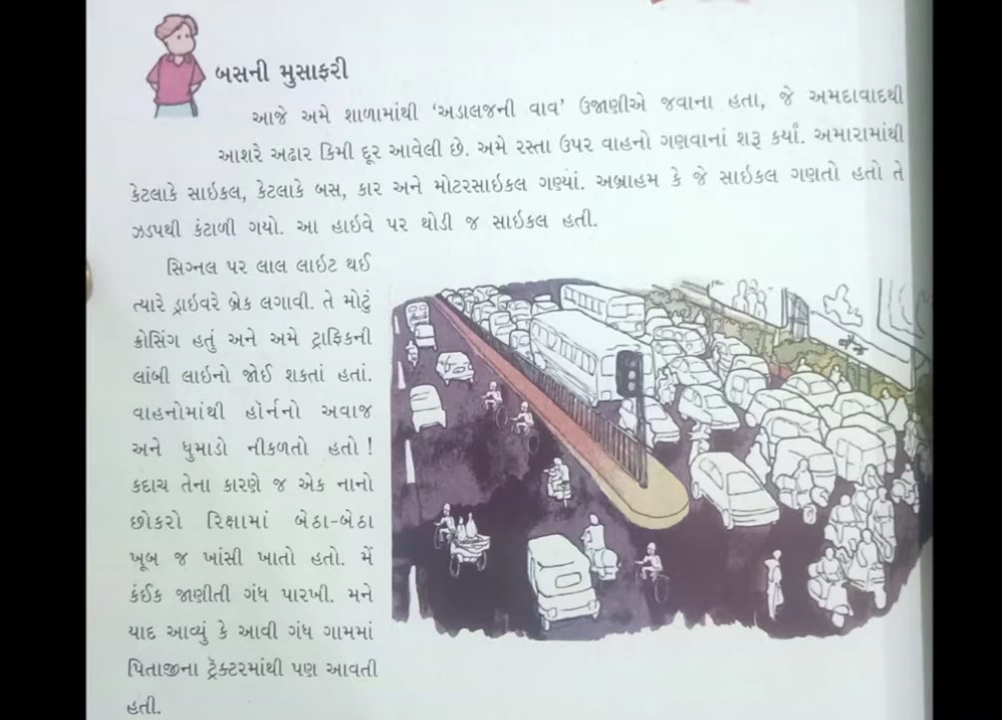 બસની મુસાફરી
આજે અમે શાળામાંથી ‘અડાલજની વાવ’ ઉજાણીએ જવાના હતા, જે અમદાવાદથી
આશરે અઢાર કિમી દૂર આવેલી છે. અમે રસ્તા ઉપર વાહનો ગણવાનાં શરૂ કર્યાં. અમારામાંથી
કેટલાકે સાઇકલ, કેટલાકે બસ, કાર અને મોટરસાઇકલ ગણ્યાં. અબ્રાહમ કે જે સાઇકલ ગણતો હતો તે
ઝડપથી કંટાળી ગયો. આ હાઇવે પર થોડી જ સાઇકલ હતી.
સિગ્નલ પર લાલ લાઇટ થઈ
ત્યારે ડ્રાઇવરે બ્રેક લગાવી. તે મોટું
ક્રોસિંગ હતું અને અમે ટ્રાફિકની
લાંબી લાઇનો જોઈ શકતાં હતાં.
વાહનોમાંથી હૉર્નનો અવાજ
અને ધુમાડો નીકળતો હતો !
કદાચ તેના કારણે જ એક નાનો
છોકરો રિક્ષામાં બેઠા-બેઠા
ખૂબ જ ખાંસી ખાતો હતો. મેં
કંઈક જાણીતી ગંધ પારખી. મને
યાદ આવ્યું કે આવી ગંધ ગામમાં
પિતાજીના ટ્રૅક્ટરમાંથી પણ આવતી
હતી.